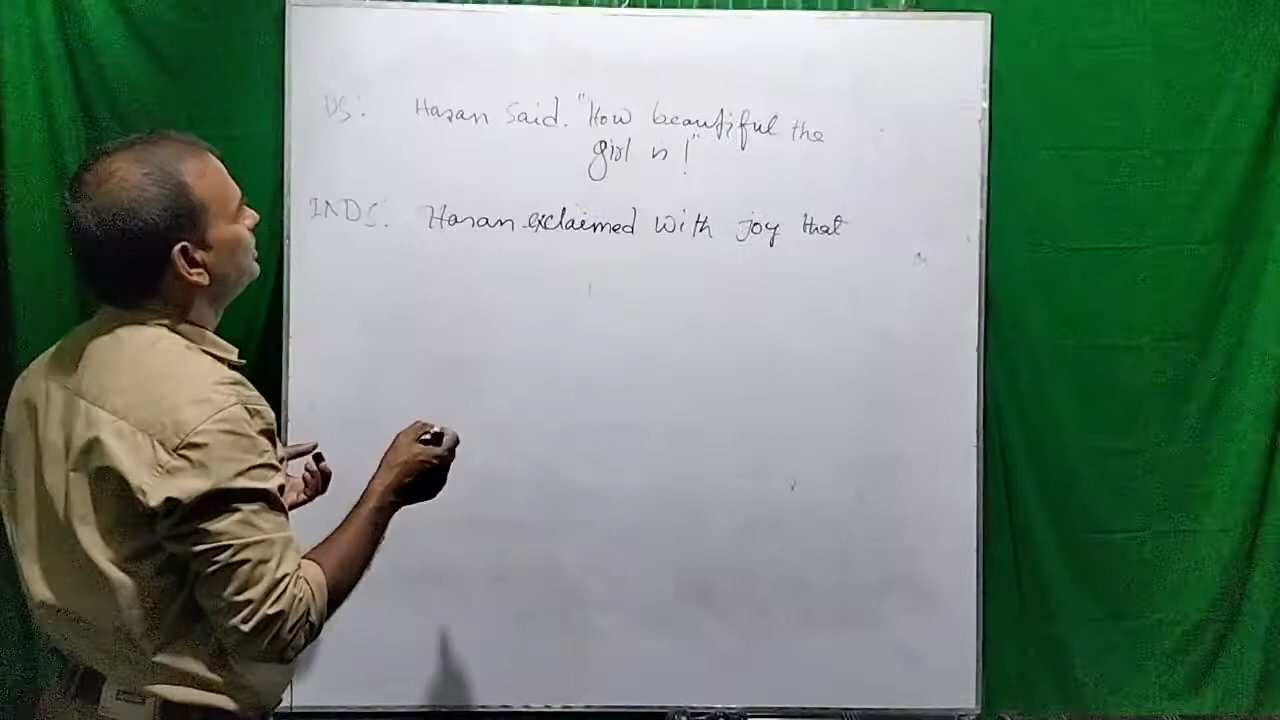 DS: Hasan said. "How beautiful the
girl is!"
INDS. Hasan exclaimed with joy that